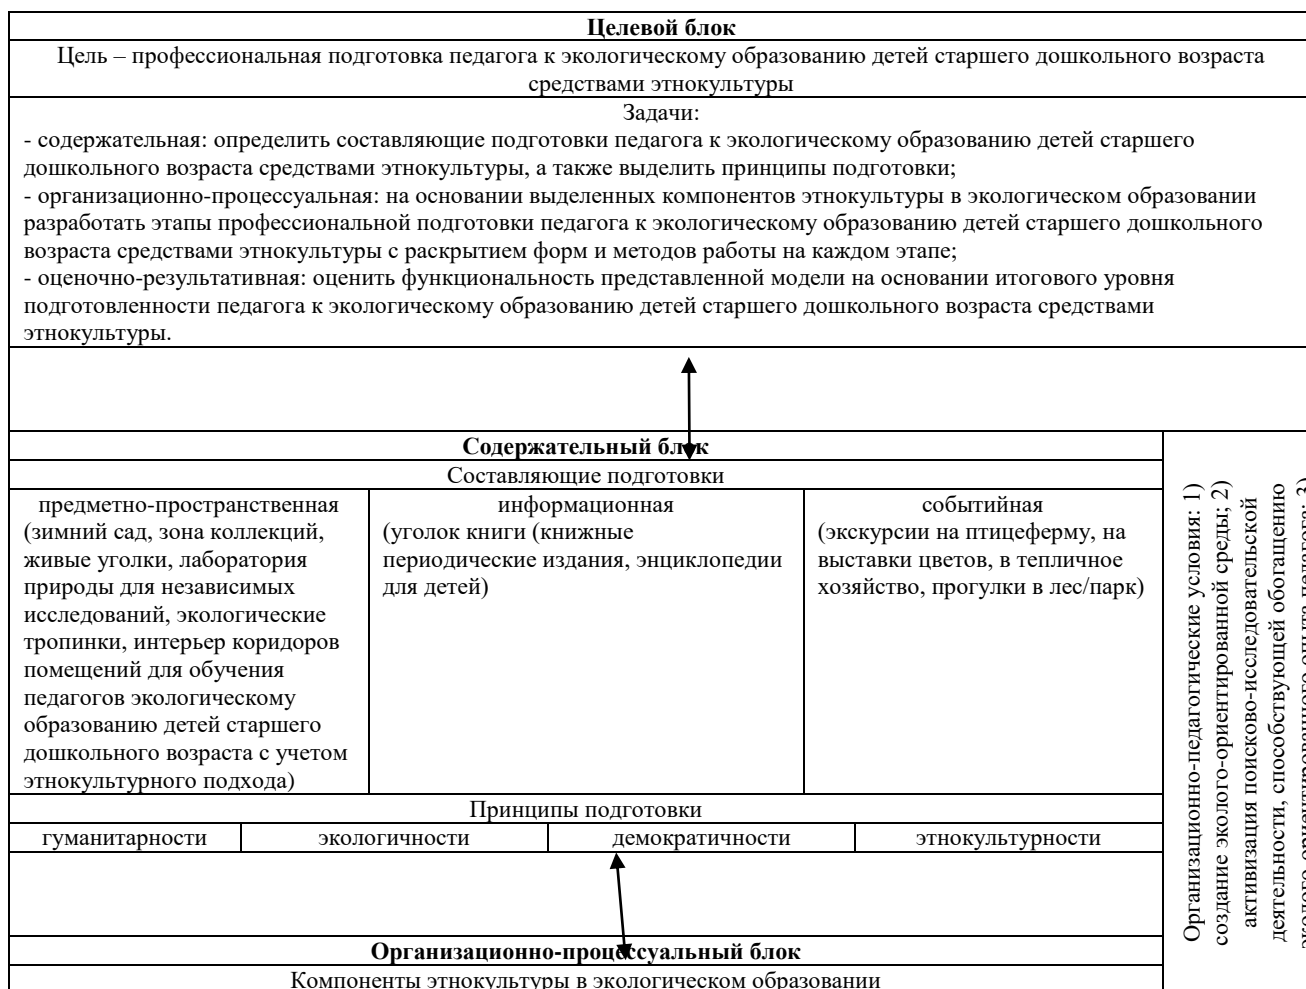 Целевой блок
Цель – профессиональная подготовка педагога к экологическому образованию детей старшего дошкольного возраста
средствами этнокультуры
Задачи:
- содержательная: определить составляющие подготовки педагога к экологическому образованию детей старшего
дошкольного возраста средствами этнокультуры, а также выделить принципы подготовки;
- организационно-процессуальная: на основании выделенных компонентов этнокультуры в экологическом образовании
разработать этапы профессиональной подготовки педагога к экологическому образованию детей старшего дошкольного
возраста средствами этнокультуры с раскрытием форм и методов работы на каждом этапе;
- оценочно-результативная: оценить функциональность представленной модели на основании итогового уровня
подготовленности педагога к экологическому образованию детей старшего дошкольного возраста средствами
этнокультуры.
Содержательный блок
Составляющие подготовки
предметно-пространственная
(зимний сад, зона коллекций,
живые уголки, лаборатория
природы для независимых
исследований, экологические
тропинки, интерьер коридоров
помещений для обучения
педагогов экологическому
образованию детей старшего
дошкольного возраста с учетом
этнокультурного подхода)
информационная
(уголок книги (книжные
периодические издания, энциклопедии
для детей)
событийная
(экскурсии на птицеферму, на
выставки цветов, в тепличное
хозяйство, прогулки в лес/парк)
Принципы подготовки
гуманитарности
экологичности
демократичности
этнокультурности
Организационно-процессуальный блок
Компоненты этнокультуры в экологическом образовании
Организационно-педагогические условия: 1)
создание эколого-ориентированной среды; 2)
активизация поисково-исследовательской
деятельности, способствующей обогащению
эколого-ориентированного опыта педагога; 3)